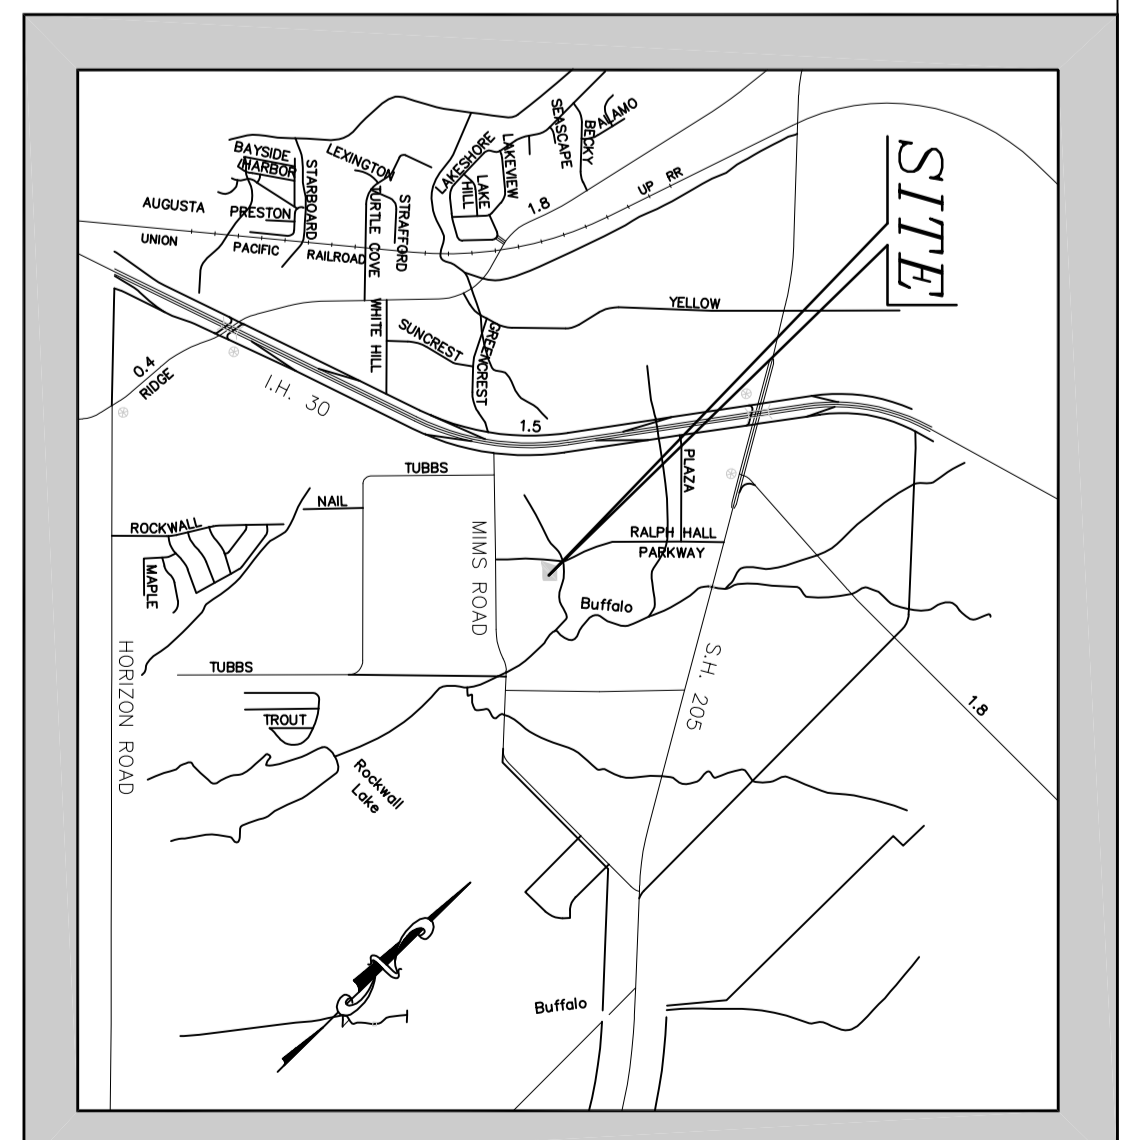 SEASCAPE
BECKY
ALAMO
LAKESHORE
LAKEVIEW
LAKE
HILL
1.8
UP RR
SITE
BAYSIDE
HARBOR
STARBOARD
LEXINGTON
TURTLE COVE
STRAFFORD
AUGUSTA
PRESTON
UNION
PACIFIC
RAILROAD
YELLOW
WHITE HILL
SUNCREST
GREENCREST
0.4
RIDGE
I.H. 30
1.5
TUBBS
PLAZA
NAIL
ROCKWALL
MAPLE
MIMS ROAD
RALPH HALL
PARKWAY
Buffalo
HORIZON ROAD
TUBBS
S.H. 205
1.8
TROUT
Rockwall
Lake
Buffalo